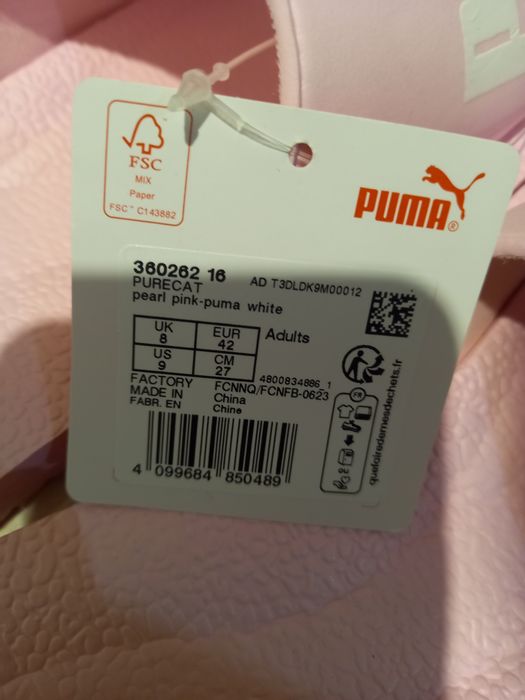 FSC
MIX
Paper
FSC™ C143882
PUMA®
360262 16
AD T3DLDK9M00012
PURECAT
pearl pink-puma white
UK EUR
8 42
Adults
US CM
9 27
4800834886_1
FACTORY FCNNQ/FCNFB-0623
MADE IN China
FABR. EN Chine
4 099684 850489
FR
quefairedemesdechets.fr